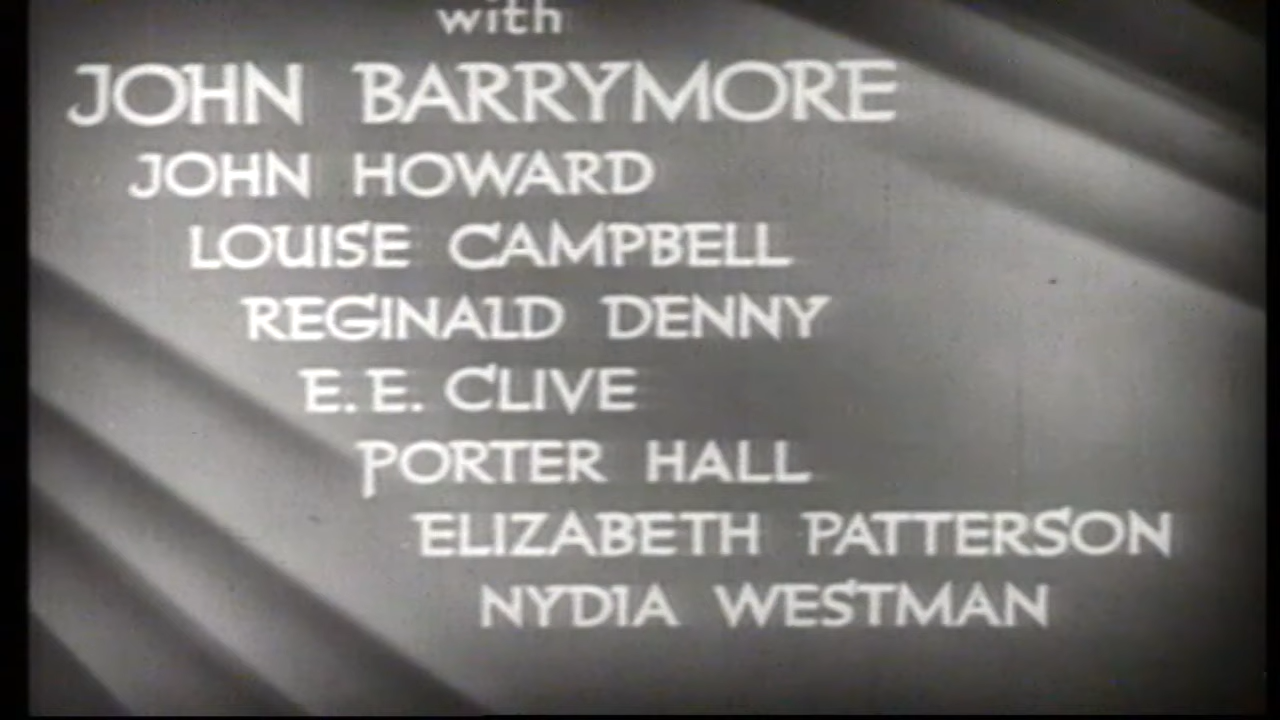 with
JOHN BARRYMORE
JOHN HOWARD
LOUISE CAMPBELL
REGINALD DENNY
E. E. CLIVE
PORTER HALL
ELIZABETH PATTERSON
NYDIA WESTMAN